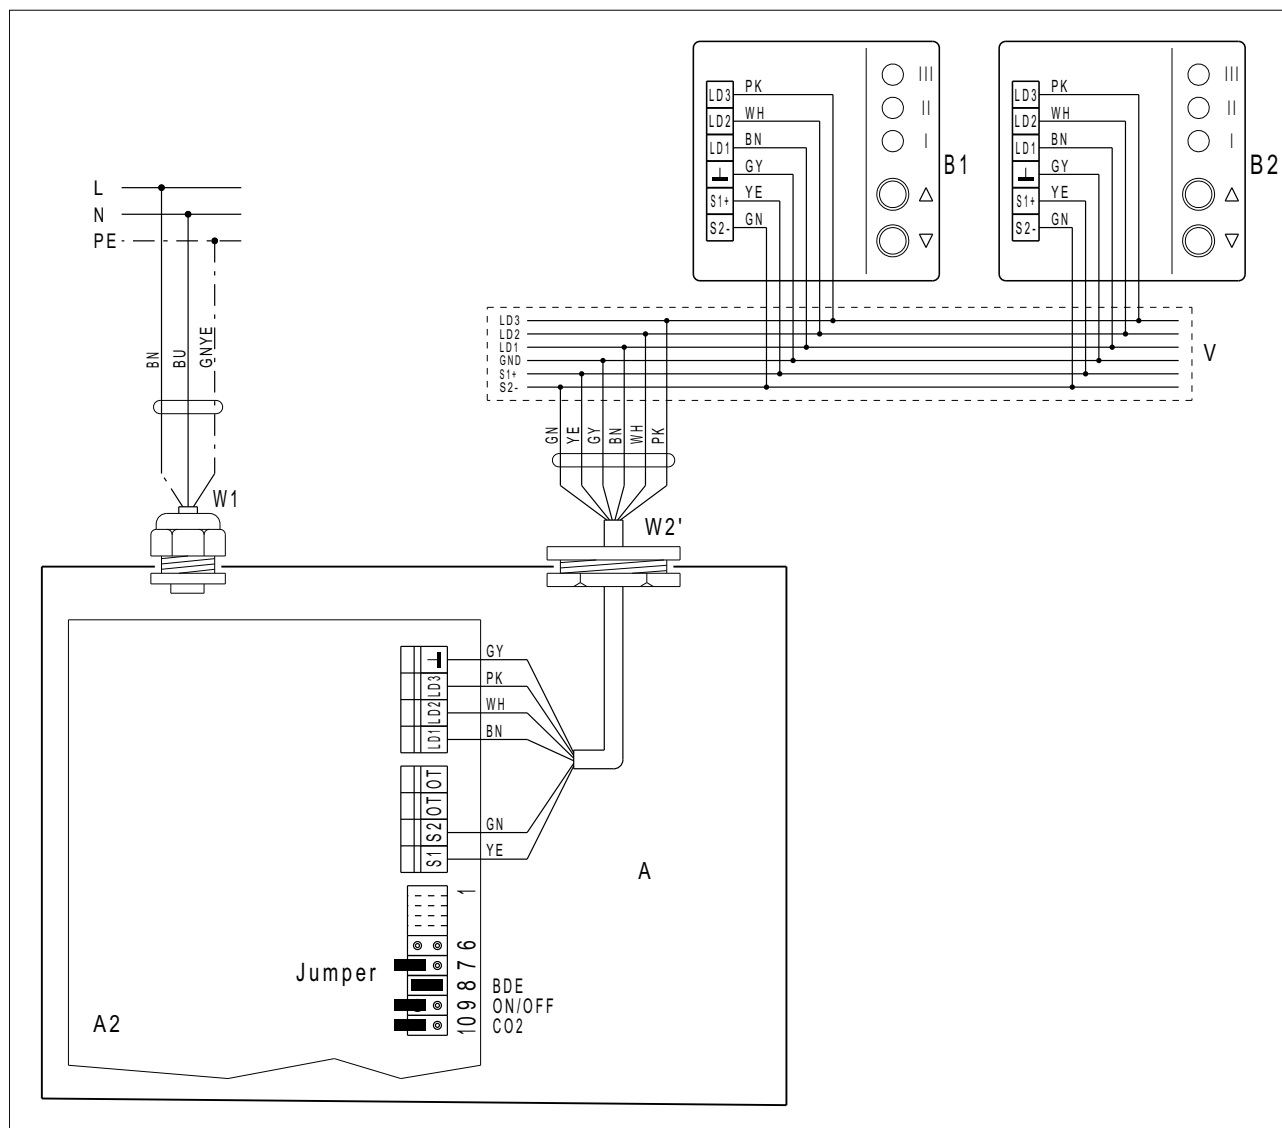 LD3 PK
LD2 WH
LD1 BN
GY
S1+ YE
S2- GN
III
II
I
B1
LD3 PK
LD2 WH
LD1 BN
GY
S1+ YE
S2- GN
III
II
I
B2
L
N
PE
BN
BU
GNYE
W1
LD3
LD2
LD1
GND
S1+
S2-
V
GN
YE
GY
BN
WH
PK
W2'
GY
LD3 PK
LD2 WH
LD1 BN
OT
OT
S2 GN
S1 YE
A
1
6
Jumper
7
8 BDE
9 ON/OFF
10 CO2
A2